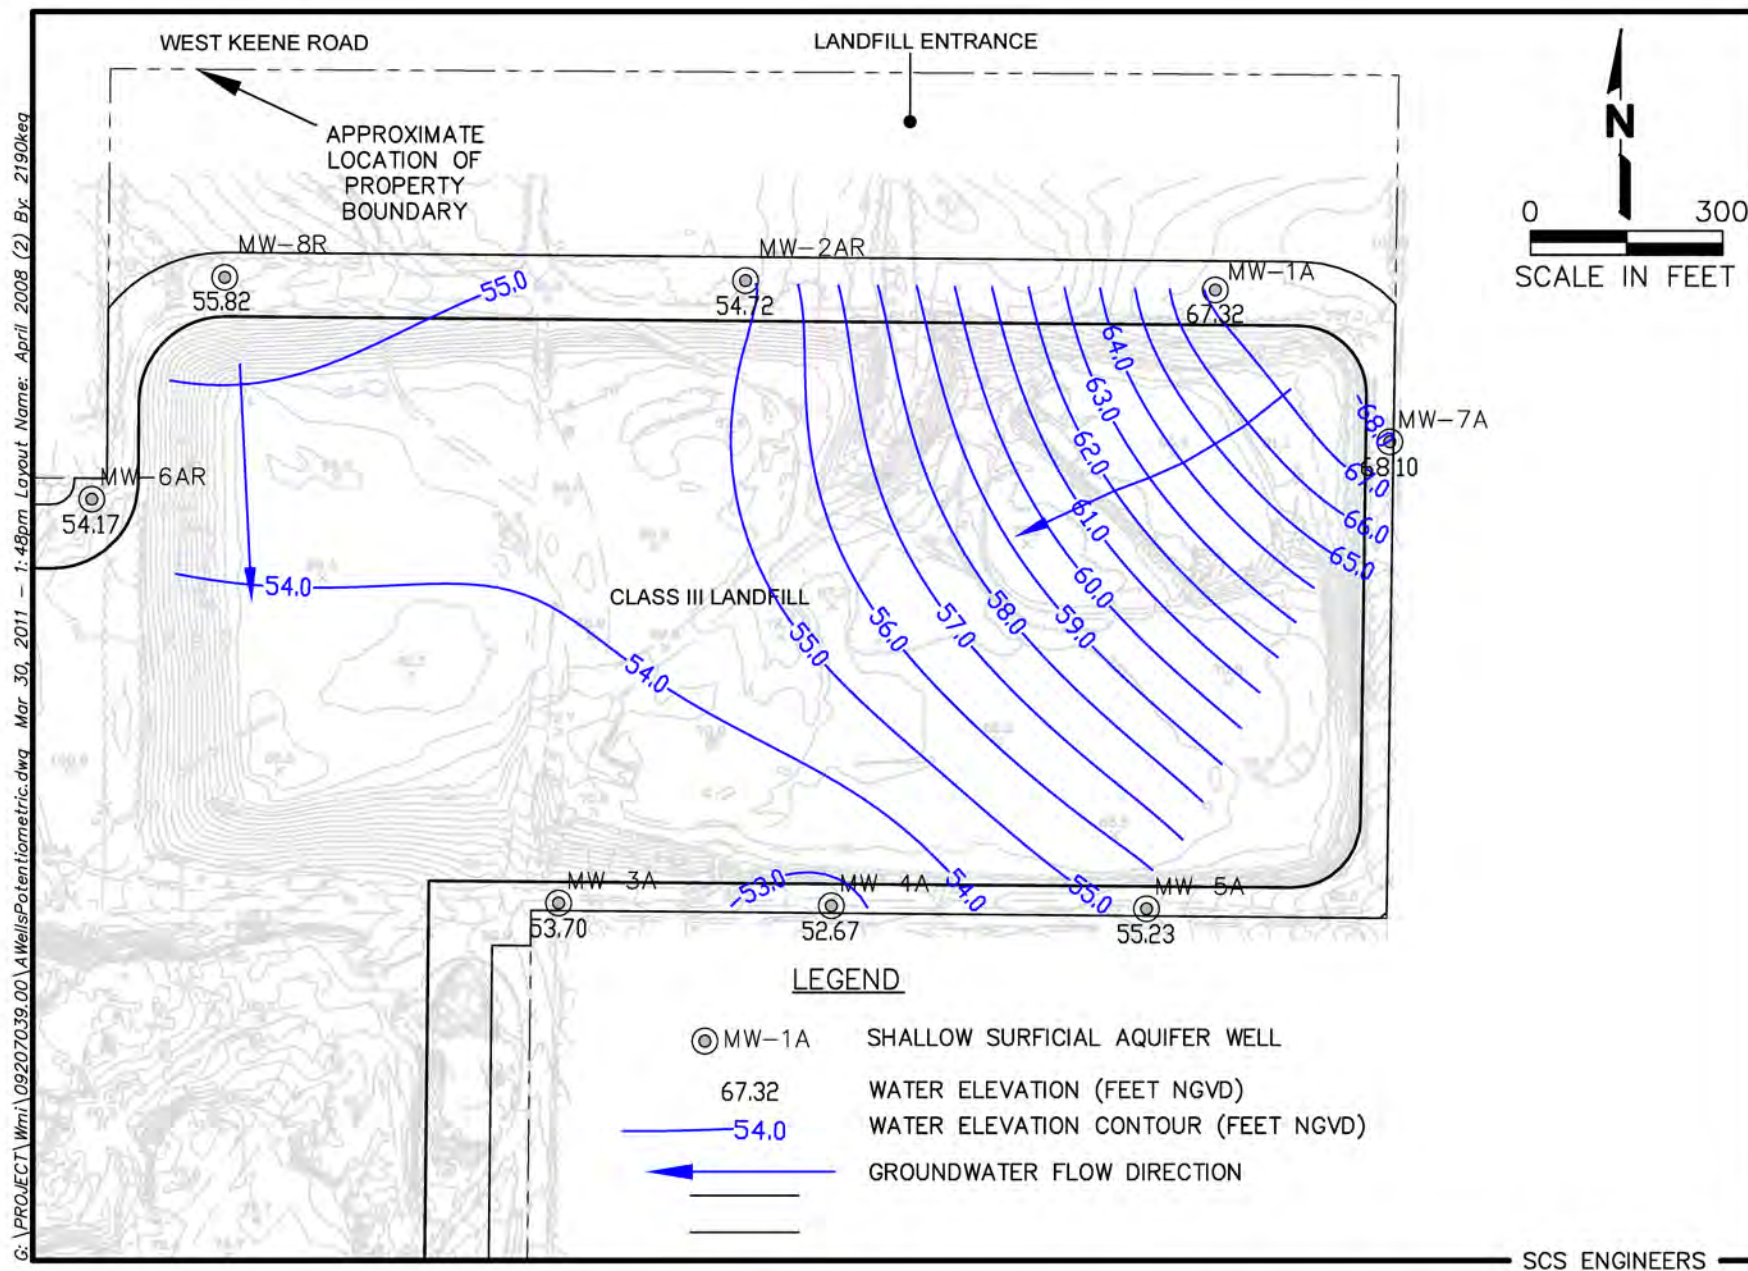 WEST KEENE ROAD
LANDFILL ENTRANCE
APPROXIMATE
LOCATION OF
PROPERTY
BOUNDARY
N
0 300
SCALE IN FEET
MW-8R
55.82
MW-2AR
54.72
MW-1A
67.32
MW-7A
68.10
MW-6AR
54.17
55.0
64.0
63.0
62.0
61.0
60.0
59.0
58.0
57.0
56.0
55.0
68.0
67.0
66.0
65.0
54.0
54.0
CLASS III LANDFILL
53.0
54.0
55.0
MW-3A
53.70
MW-4A
52.67
MW-5A
55.23
LEGEND
MW-1A SHALLOW SURFICIAL AQUIFER WELL
67.32 WATER ELEVATION (FEET NGVD)
54.0 WATER ELEVATION CONTOUR (FEET NGVD)
GROUNDWATER FLOW DIRECTION
SCS ENGINEERS
G:\PROJECT\Wmi\09207039.00\AWellsPotentiometric.dwg Mar 30, 2011 - 1:48pm Layout Name: April 2008 (2) By: 2190keg